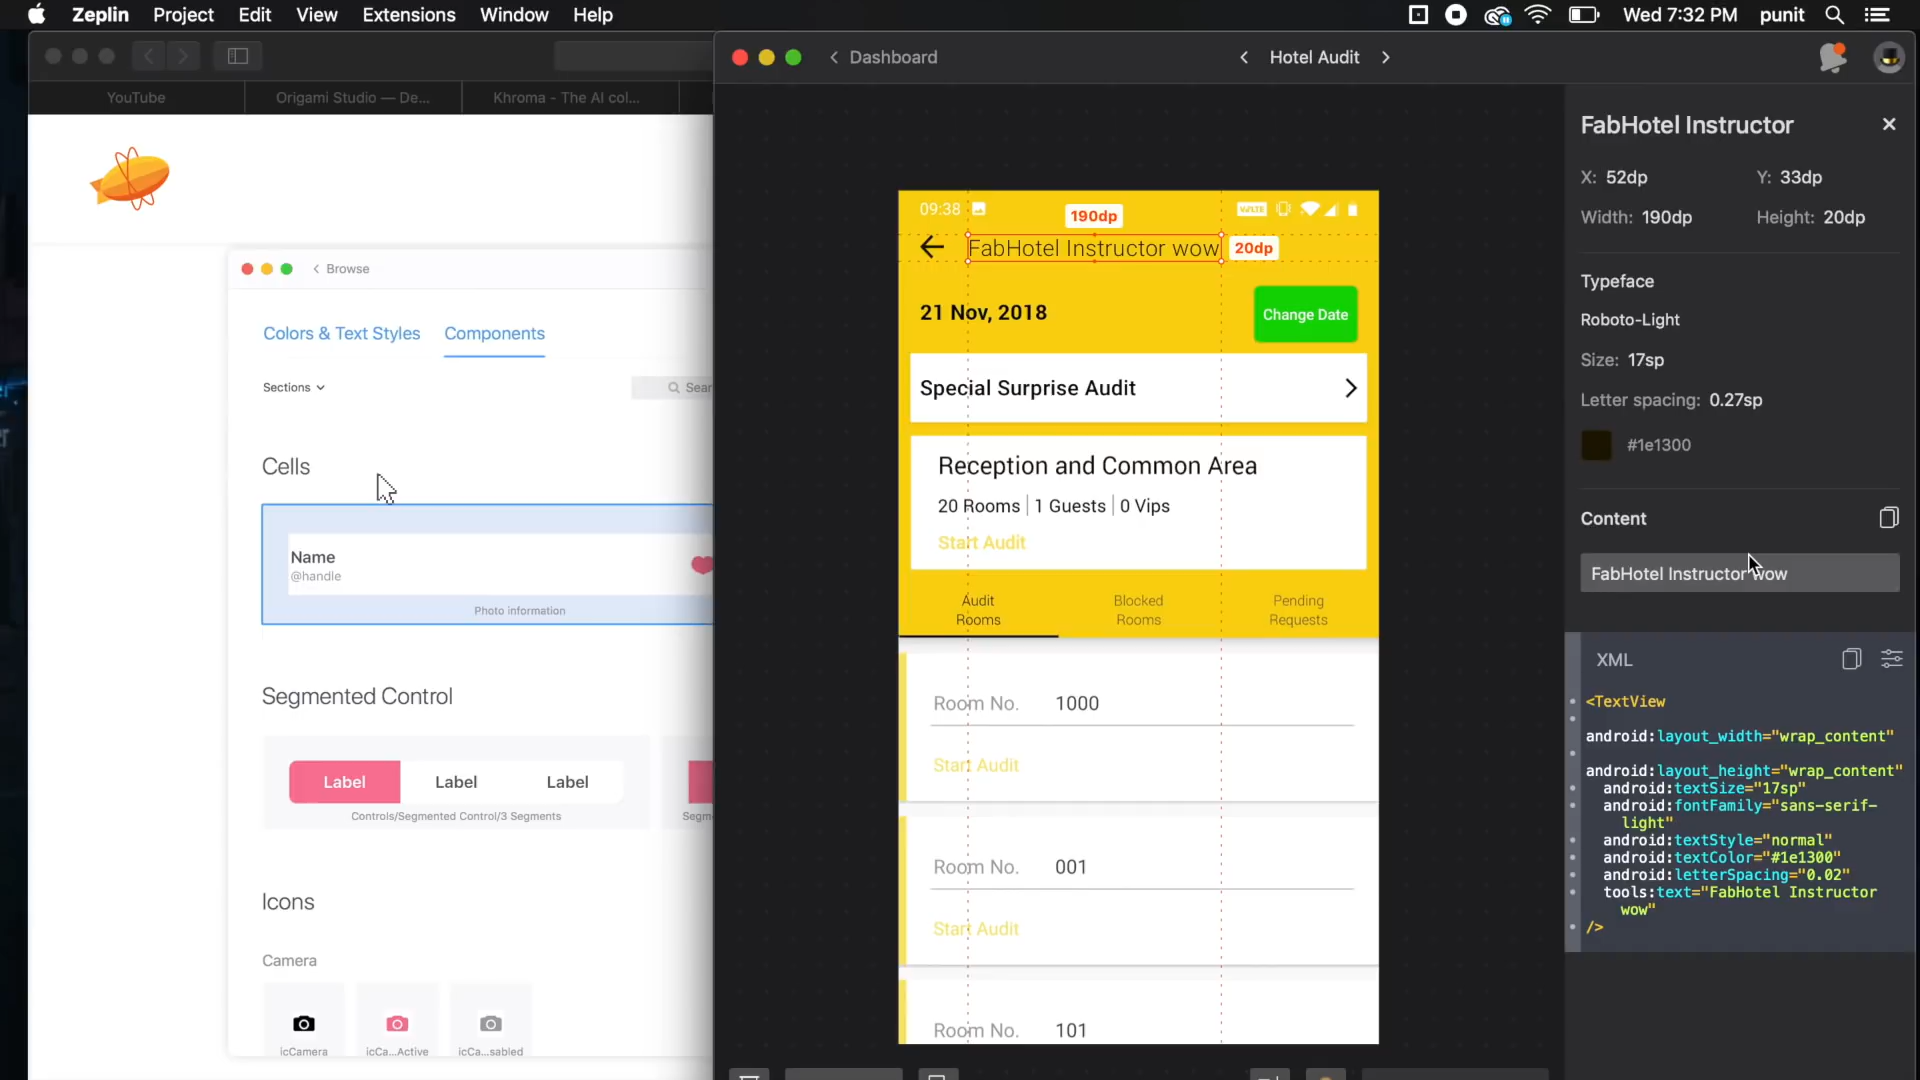 Zeplin Project Edit View Extensions Window Help
Wed 7:32 PM punit
YouTube
Origami Studio — De...
Khroma - The AI col...
Browse
Colors & Text Styles
Components
Sections
Sear
Cells
Name
@handle
Photo information
Segmented Control
Label Label Label
Controls/Segmented Control/3 Segments
Segm
Icons
Camera
icCamera
icCa...Active
icCa...sabled
Dashboard
Hotel Audit
09:38
VoLTE
190dp
FabHotel Instructor wow
20dp
21 Nov, 2018
Change Date
Special Surprise Audit
Reception and Common Area
20 Rooms | 1 Guests | 0 Vips
Start Audit
Audit
Rooms
Blocked
Rooms
Pending
Requests
Room No. 1000
Start Audit
Room No. 001
Start Audit
Room No. 101
FabHotel Instructor
X: 52dp
Y: 33dp
Width: 190dp
Height: 20dp
Typeface
Roboto-Light
Size: 17sp
Letter spacing: 0.27sp
#1e1300
Content
FabHotel Instructor wow
XML
<TextView
android:layout_width="wrap_content"
android:layout_height="wrap_content"
android:textSize="17sp"
android:fontFamily="sans-serif-
light"
android:textStyle="normal"
android:textColor="#1e1300"
android:letterSpacing="0.02"
tools:text="FabHotel Instructor
wow"
/>